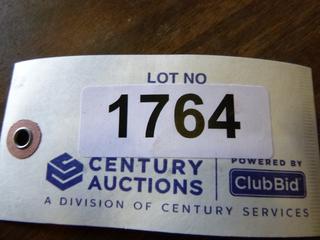 LOT NO
1764
CENTURY AUCTIONS
POWERED BY
ClubBid
A DIVISION OF CENTURY SERVICES